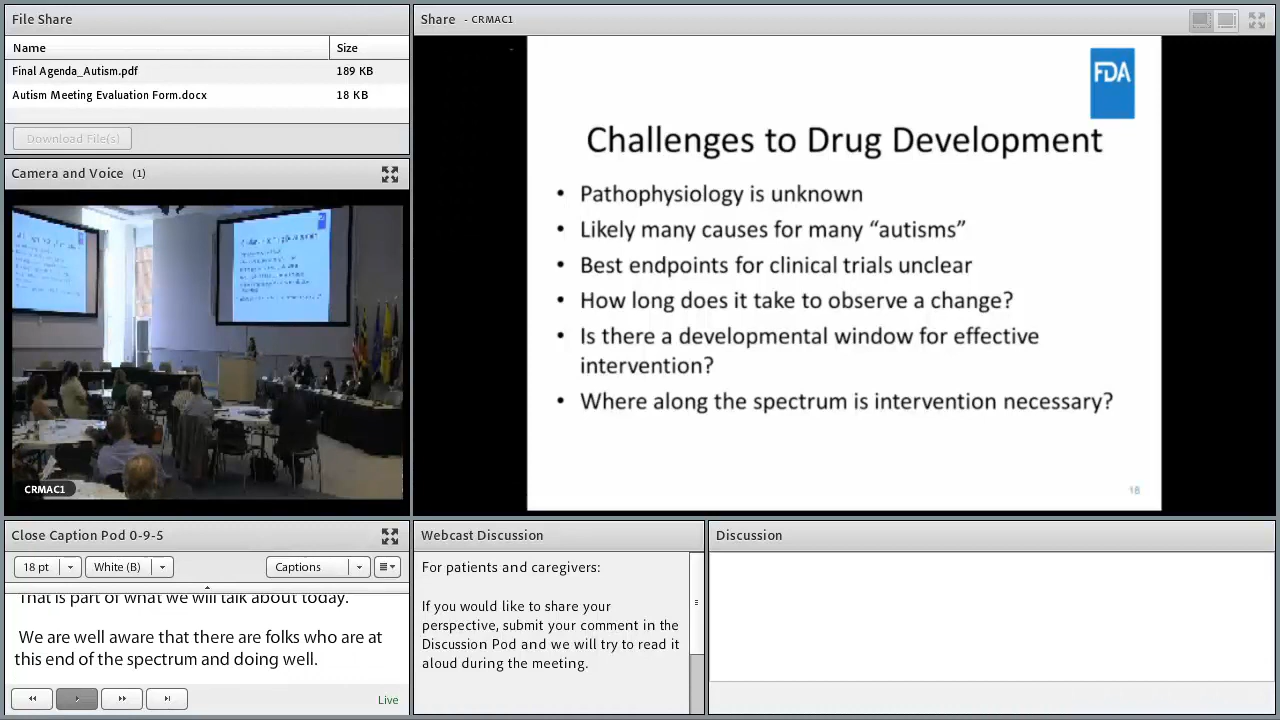 File Share
Name
Size
Final Agenda_Autism.pdf
189 KB
Autism Meeting Evaluation Form.docx
18 KB
Download File(s)
Camera and Voice (1)
CRMAC1
Close Caption Pod 0-9-5
18 pt
White (B)
Captions
That is part of what we will talk about today.
We are well aware that there are folks who are at
this end of the spectrum and doing well.
Live
Share - CRMAC1
FDA
Challenges to Drug Development
• Pathophysiology is unknown
• Likely many causes for many “autisms”
• Best endpoints for clinical trials unclear
• How long does it take to observe a change?
• Is there a developmental window for effective
intervention?
• Where along the spectrum is intervention necessary?
18
Webcast Discussion
For patients and caregivers:
If you would like to share your
perspective, submit your comment in the
Discussion Pod and we will try to read it
aloud during the meeting.
Discussion